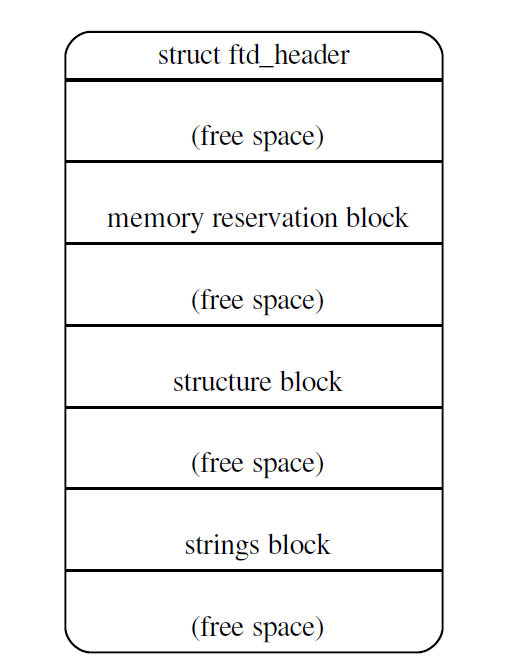 struct ftd_header
(free space)
memory reservation block
(free space)
structure block
(free space)
strings block
(free space)